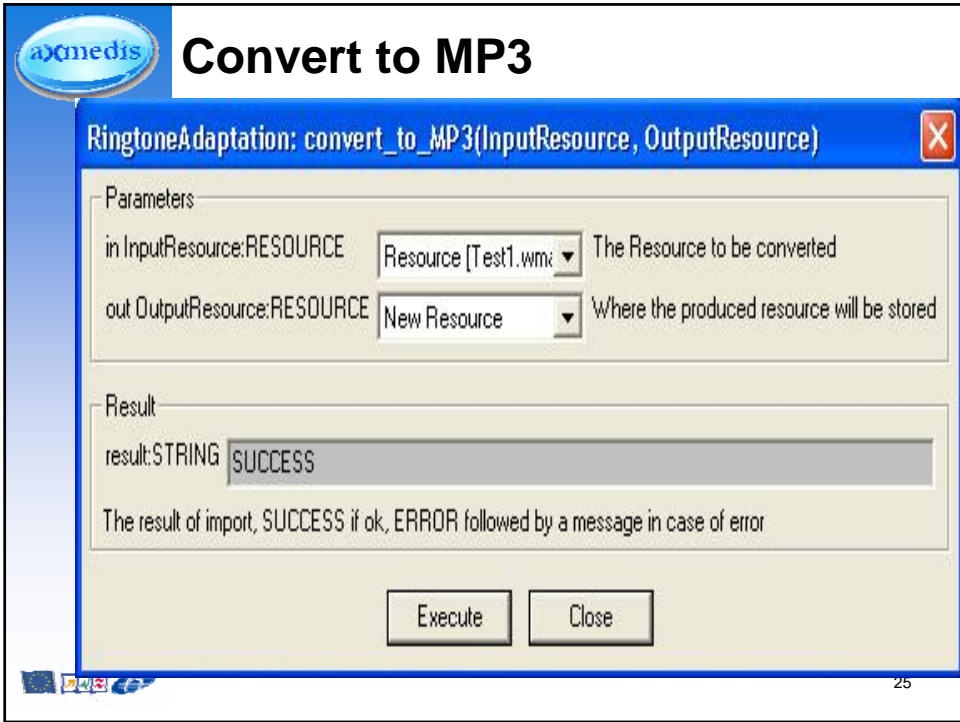 axmedis
Convert to MP3
RingtoneAdaptation: convert_to_MP3(InputResource, OutputResource)
Parameters
in InputResource:RESOURCE
Resource [Test1.wma
The Resource to be converted
out OutputResource:RESOURCE
New Resource
Where the produced resource will be stored
Result
result:STRING
SUCCESS
The result of import, SUCCESS if ok, ERROR followed by a message in case of error
Execute
Close
25